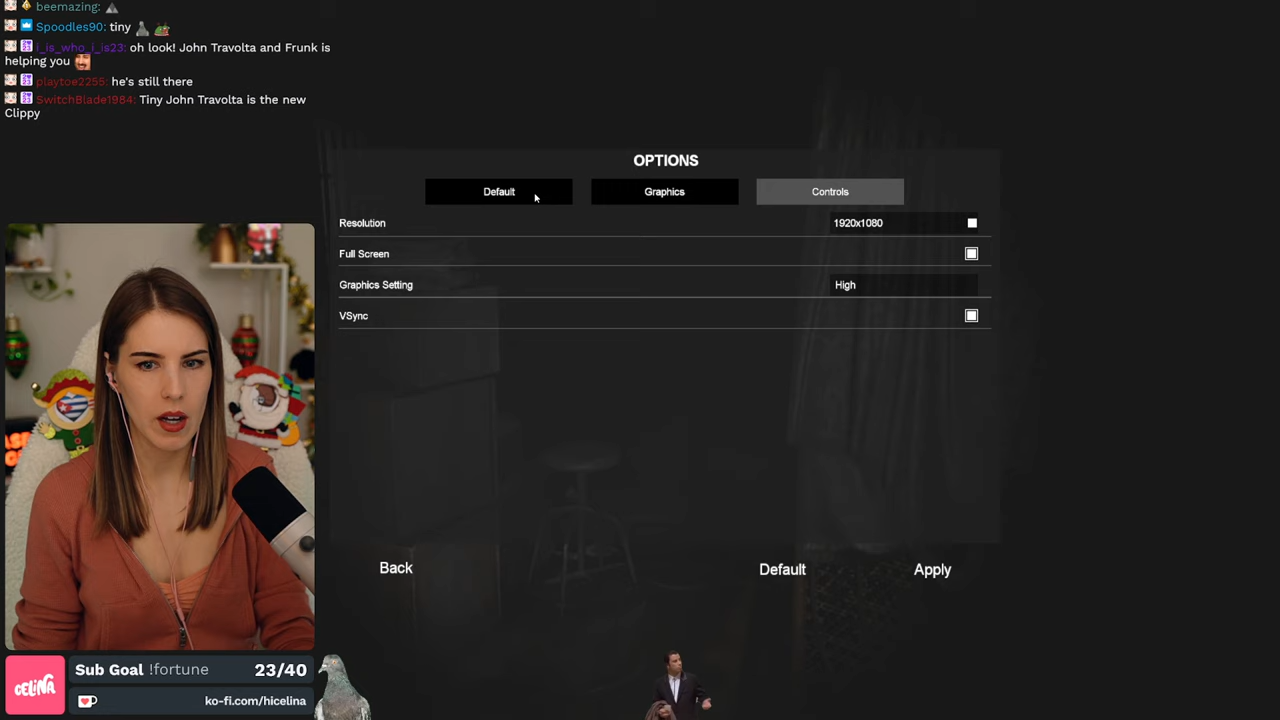 beemazing:
Spoodles90: tiny
i_is_who_i_is23: oh look! John Travolta and Frunk is
helping you
playtoe2255: he's still there
SwitchBlade1984: Tiny John Travolta is the new
Clippy
OPTIONS
Default Graphics Controls
Resolution 1920x1080
Full Screen
Graphics Setting High
VSync
Back Default Apply
CELINA
Sub Goal !fortune 23/40
ko-fi.com/hicelina